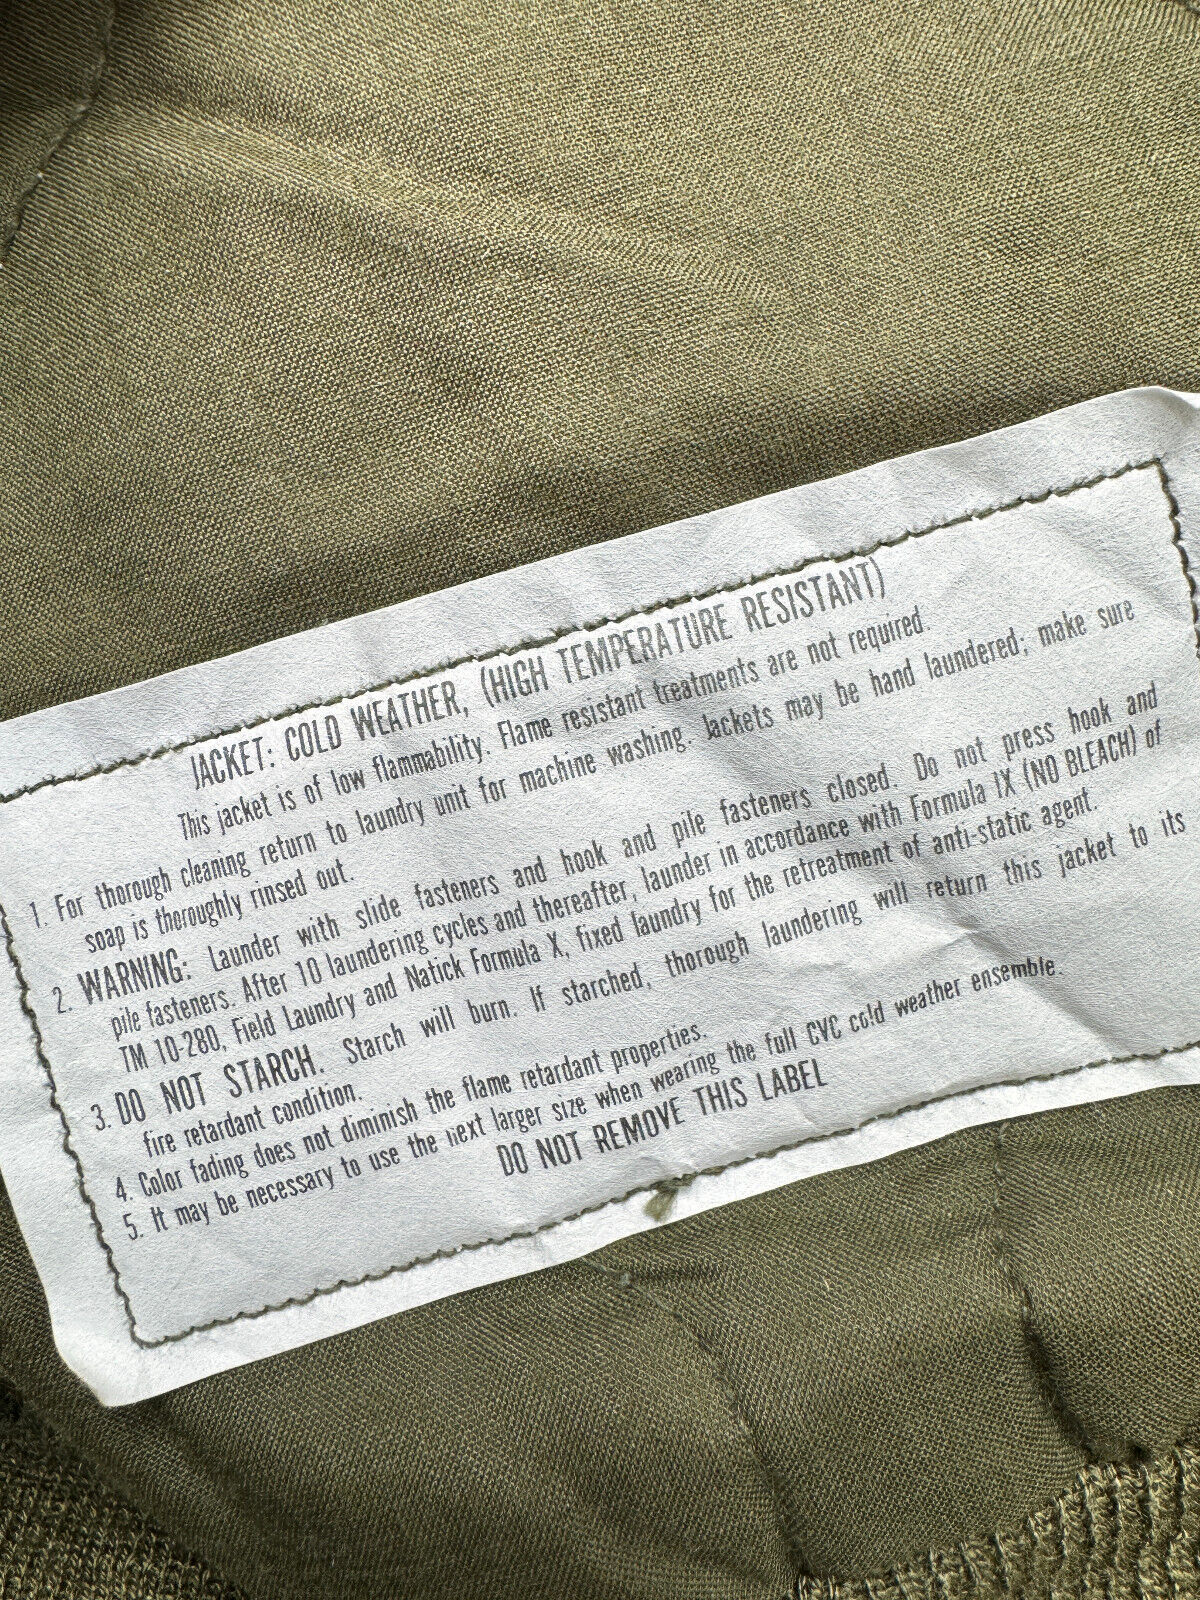 JACKET: COLD WEATHER, (HIGH TEMPERATURE RESISTANT)
This jacket is of low flammability. Flame resistant treatments are not required.
1. For thorough cleaning return to laundry unit for machine washing. Jackets may be hand laundered; make sure
soap is thoroughly rinsed out.
2. WARNING: Launder with slide fasteners and hook and pile fasteners closed. Do not press hook and
pile fasteners. After 10 laundering cycles and thereafter, launder in accordance with Formula IX (NO BLEACH) of
TM 10-280, Field Laundry and Natick Formula X, fixed laundry for the retreatment of anti-static agent.
3. DO NOT STARCH. Starch will burn. If starched, thorough laundering will return this jacket to its
fire retardant condition.
4. Color fading does not diminish the flame retardant properties.
5. It may be necessary to use the next larger size when wearing the full CVC cold weather ensemble.
DO NOT REMOVE THIS LABEL